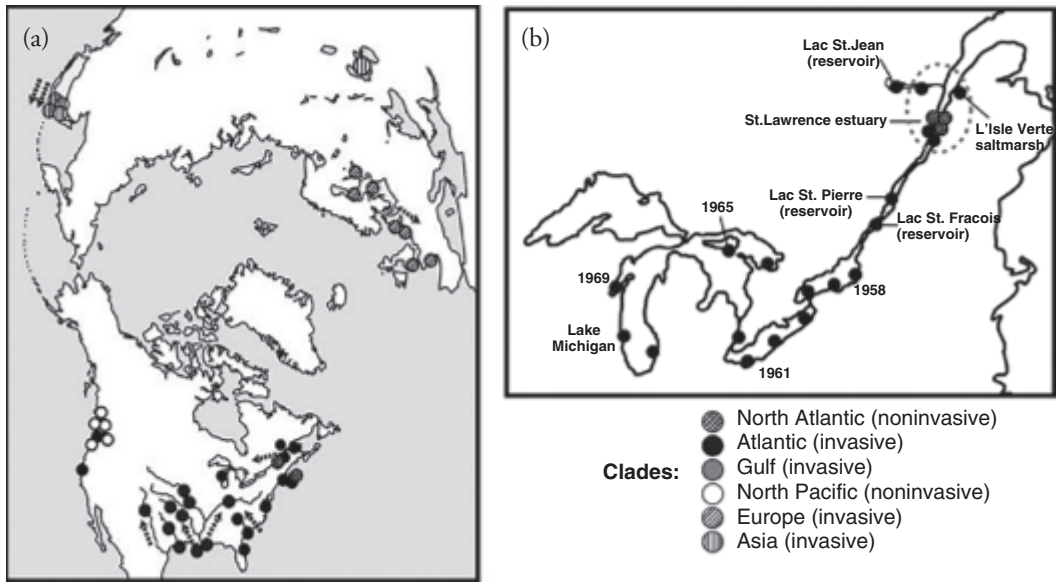 (a)
(b)
Lac St.Jean
(reservoir)
St.Lawrence estuary
L'Isle Verte
saltmarsh
Lac St. Pierre
(reservoir)
Lac St. Fracois
(reservoir)
1965
1969
1958
Lake
Michigan
1961
Clades:
North Atlantic (noninvasive)
Atlantic (invasive)
Gulf (invasive)
North Pacific (noninvasive)
Europe (invasive)
Asia (invasive)